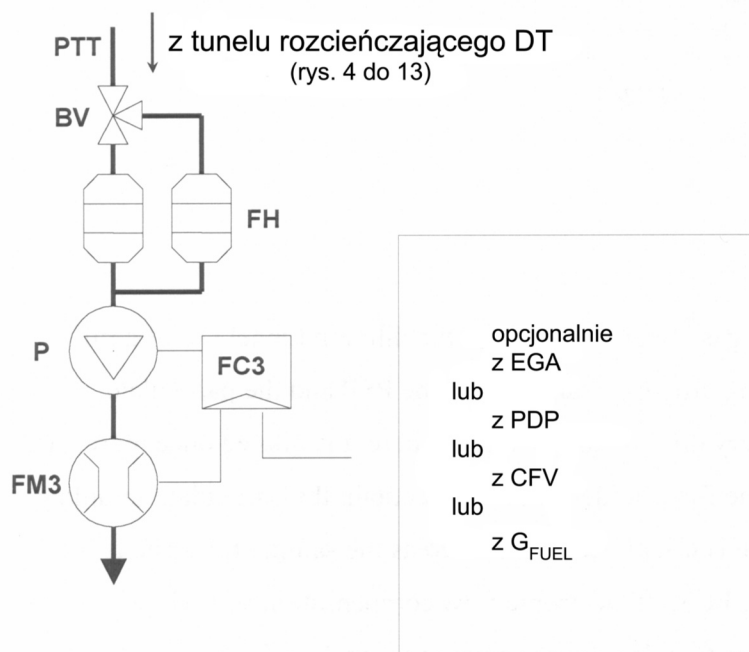 PTT
z tunelu rozcieńczającego DT
(rys. 4 do 13)
BV
FH
P
FC3
FM3
opcjonalnie
z EGA
lub
z PDP
lub
z CFV
lub
z GFUEL